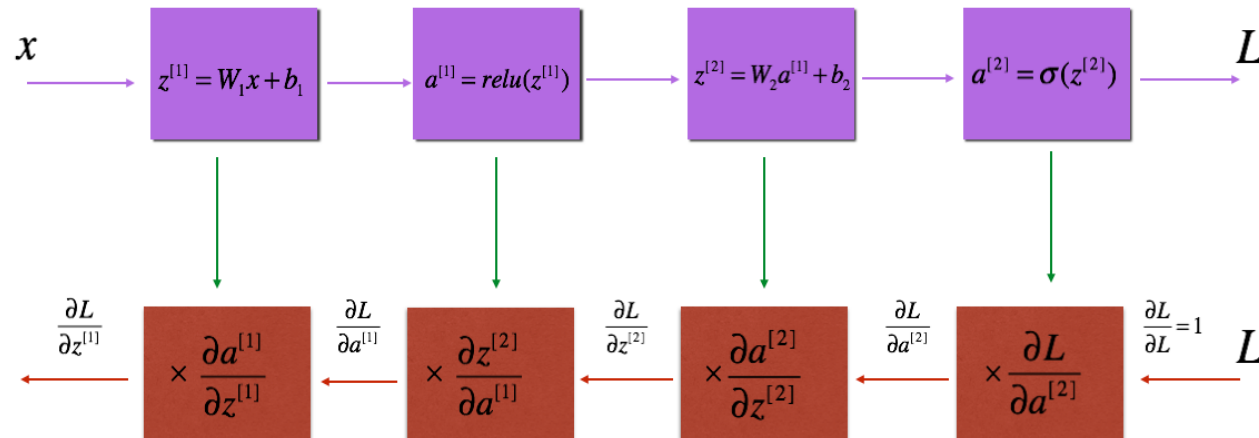 x
z^{[1]} = W_1 x + b_1
a^{[1]} = relu(z^{[1]})
z^{[2]} = W_2 a^{[1]} + b_2
a^{[2]} = σ(z^{[2]})
L
∂L/∂z^{[1]}
× ∂a^{[1]}/∂z^{[1]}
∂L/∂a^{[1]}
× ∂z^{[2]}/∂a^{[1]}
∂L/∂z^{[2]}
× ∂a^{[2]}/∂z^{[2]}
∂L/∂a^{[2]}
× ∂L/∂a^{[2]}
∂L/∂L = 1
L